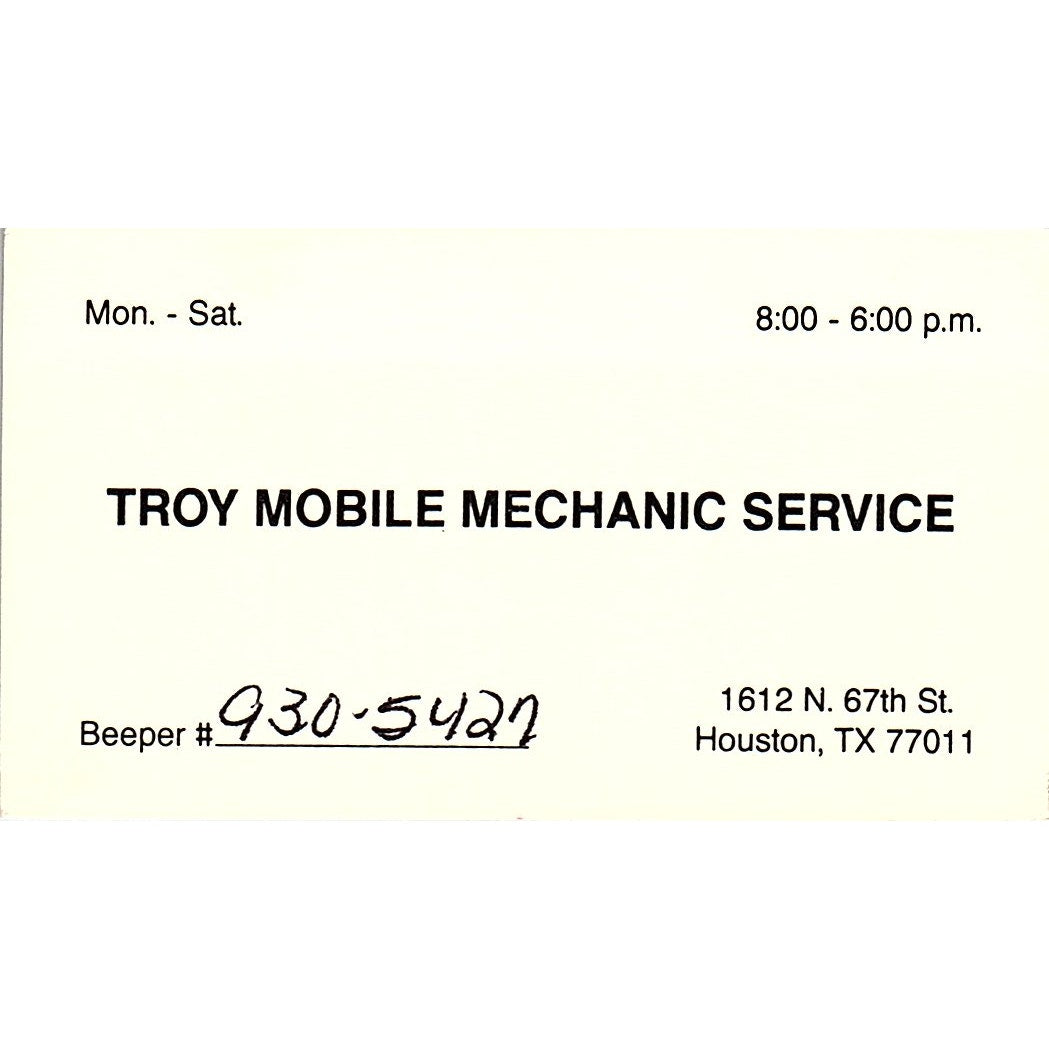 Mon. - Sat.
8:00 - 6:00 p.m.
TROY MOBILE MECHANIC SERVICE
Beeper # 930-5427
1612 N. 67th St.
Houston, TX 77011